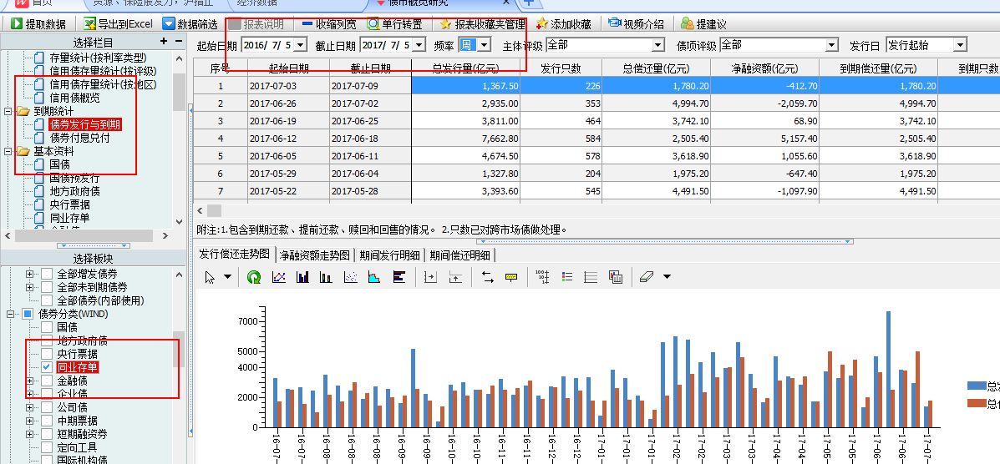 首页 资源、保险股发力，沪指止 经济数据 债市概览研究
提取数据 导出到Excel 数据筛选 报表说明 收缩列宽 单行转置 报表收藏夹管理 添加收藏 视频介绍 提建议
选择栏目
存量统计(按利率类型)
信用债存量统计(按评级)
信用债存量统计(按地区)
信用债概览
到期统计
债券发行与到期
债券付息兑付
基本资料
国债
国债预发行
地方政府债
央行票据
同业存单
选择板块
全部增发债券
全部未到期债券
全部债券(内部使用)
债券分类(WIND)
国债
地方政府债
央行票据
同业存单
金融债
企业债
公司债
中期票据
短期融资券
定向工具
国际机构债
起始日期 2016/ 7/ 5 截止日期 2017/ 7/ 5 频率 周 主体评级 全部 债项评级 全部 发行日 发行起始
序号 起始日期 截止日期 总发行量(亿元) 发行只数 总偿还量(亿元) 净融资额(亿元) 到期偿还量(亿元) 到期只数
1 2017-07-03 2017-07-09 1,367.50 226 1,780.20 -412.70 1,780.20
2 2017-06-26 2017-07-02 2,935.00 353 4,994.70 -2,059.70 4,994.70
3 2017-06-19 2017-06-25 3,811.00 464 3,742.10 68.90 3,742.10
4 2017-06-12 2017-06-18 7,662.80 584 2,505.40 5,157.40 2,505.40
5 2017-06-05 2017-06-11 4,674.50 578 3,618.90 1,055.60 3,618.90
6 2017-05-29 2017-06-04 1,327.80 204 1,975.20 -647.40 1,975.20
7 2017-05-22 2017-05-28 3,393.60 545 4,491.50 -1,097.90 4,491.50
附注:1.包含到期还款、提前还款、赎回和回售的情况。 2.只数已对跨市场债做处理。
发行偿还走势图 净融资额走势图 期间发行明细 期间偿还明细
7000
5000
4000
2000
0
16-07- 16-07- 16-08- 16-08- 16-09- 16-09- 16-09- 16-10- 16-10- 16-11- 16-11- 16-12- 16-12- 17-01- 17-01- 17-01- 17-02- 17-02- 17-03- 17-03- 17-04- 17-04- 17-05- 17-05- 17-06- 17-06- 17-07-
总发
总偿